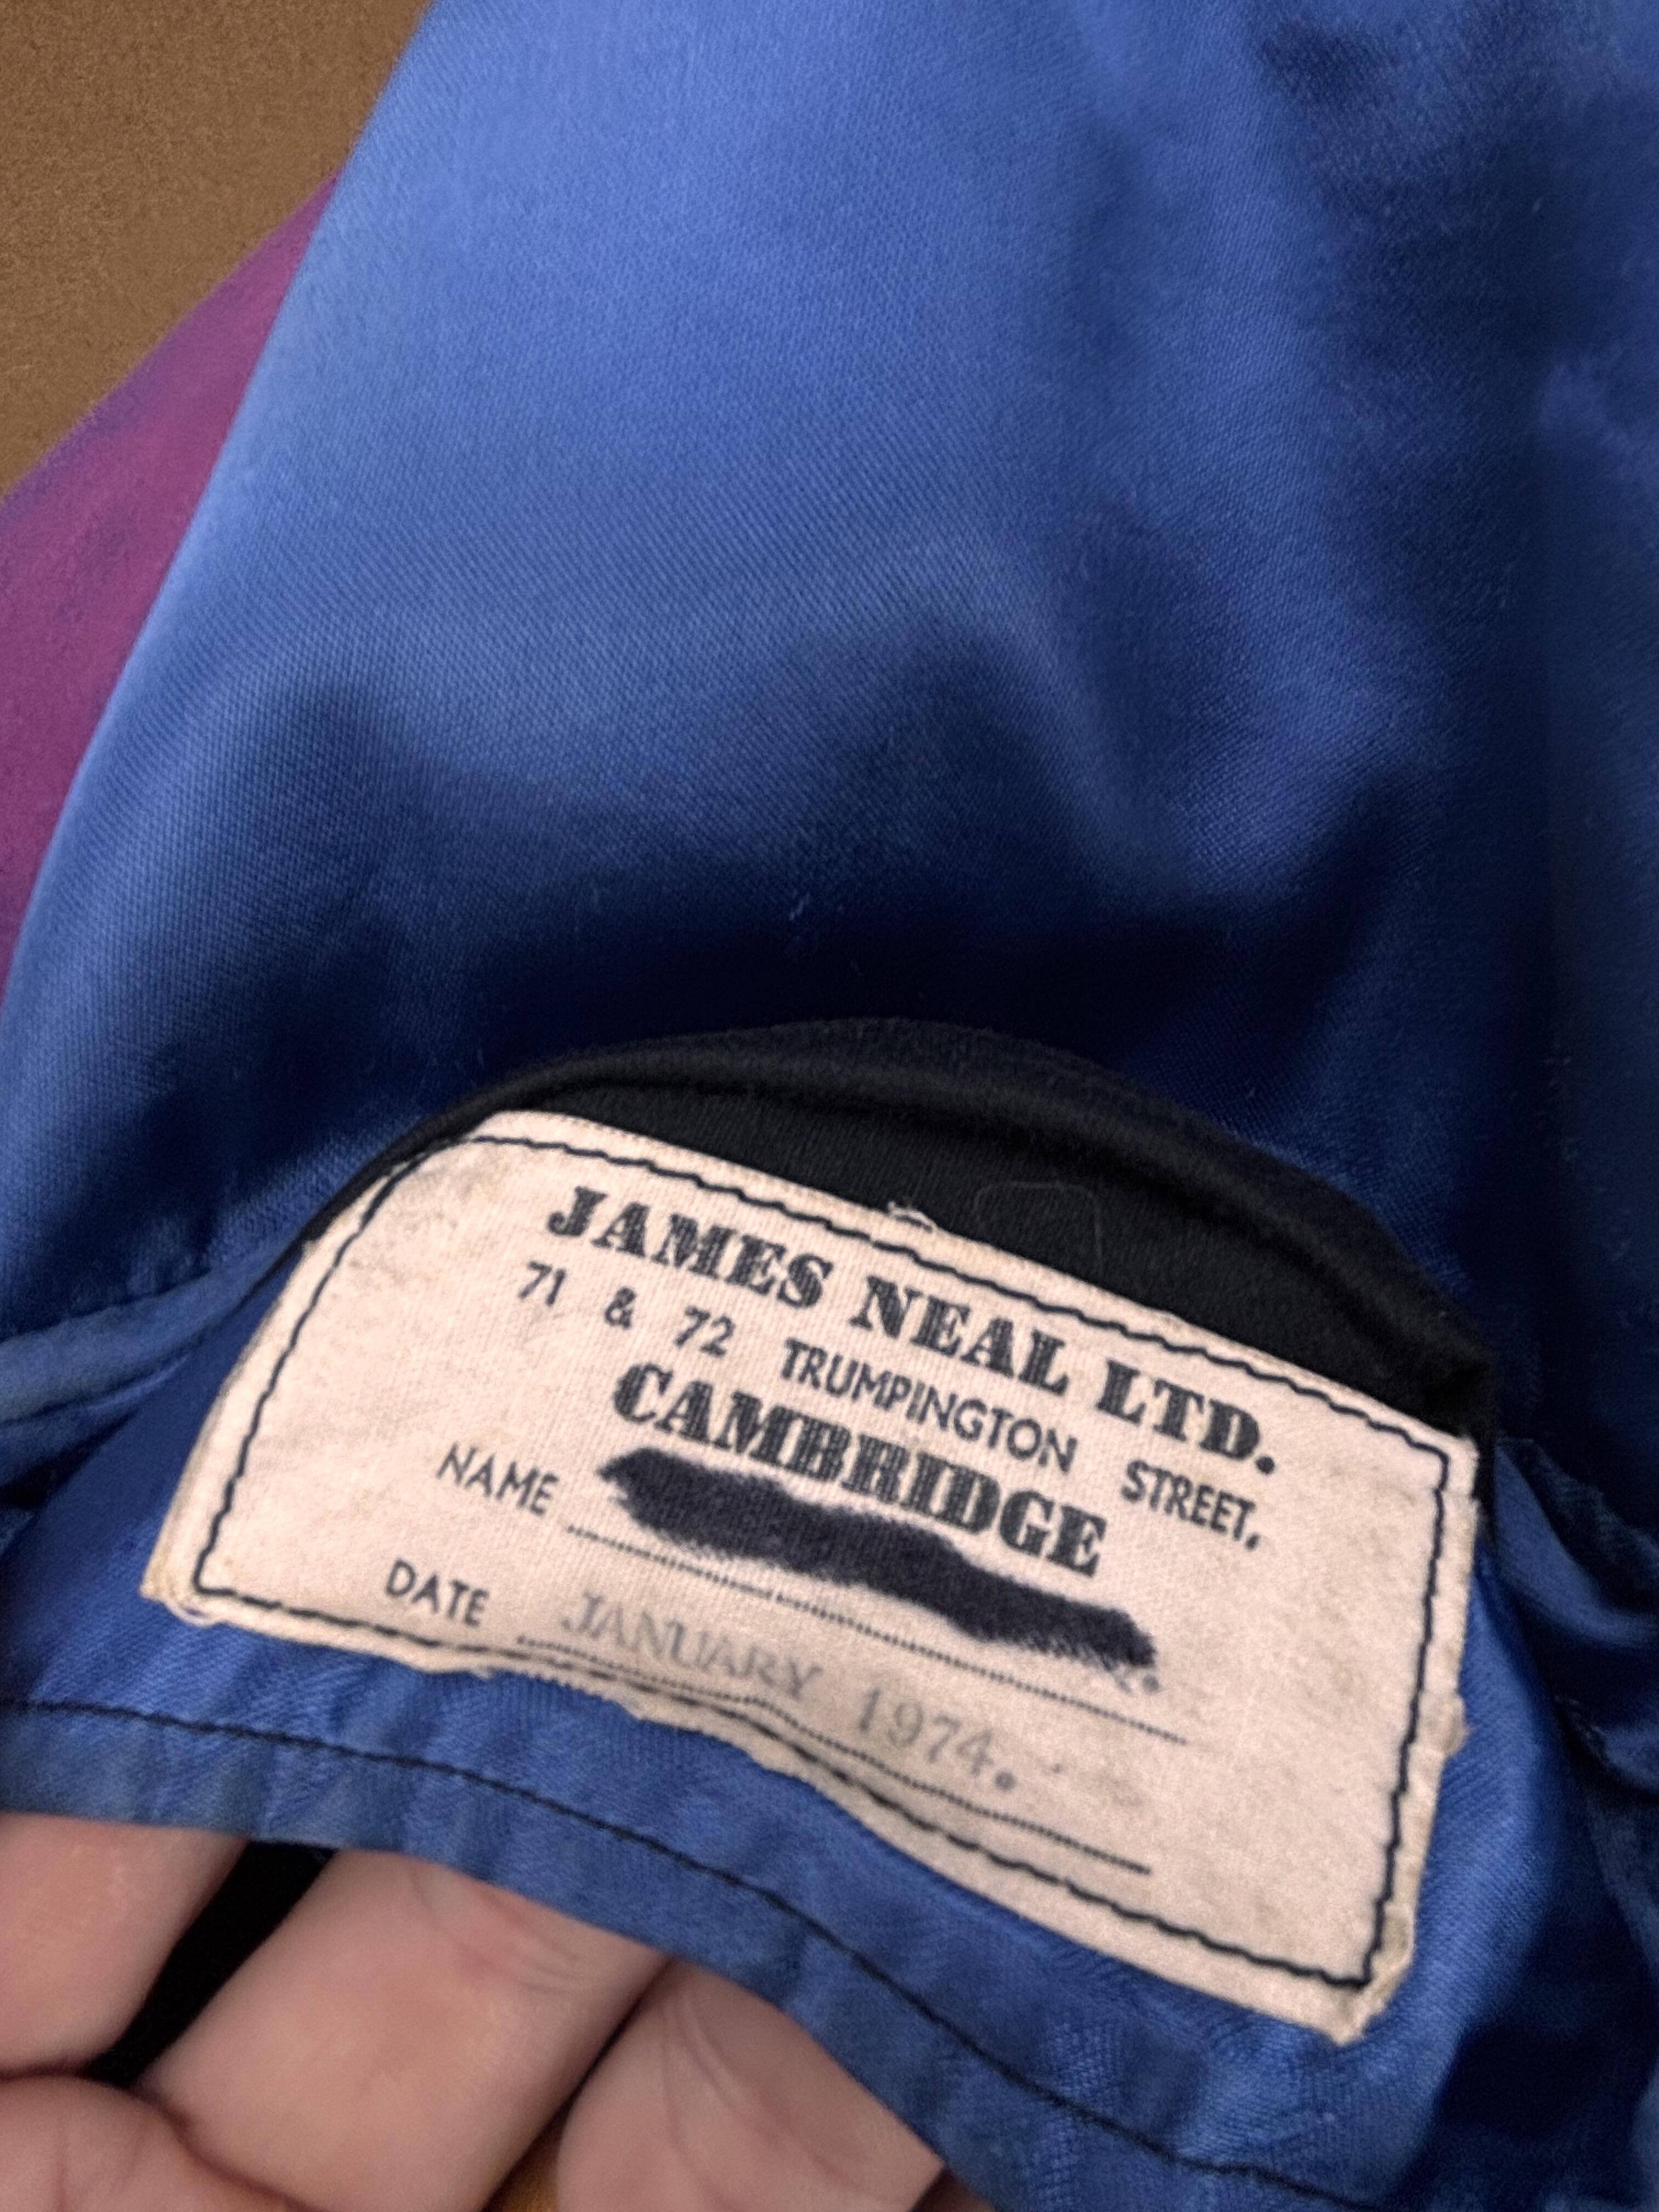 JAMES NEAL LTD.
71 & 72 TRUMPINGTON STREET,
CAMBRIDGE
NAME
DATE JANUARY 1974.